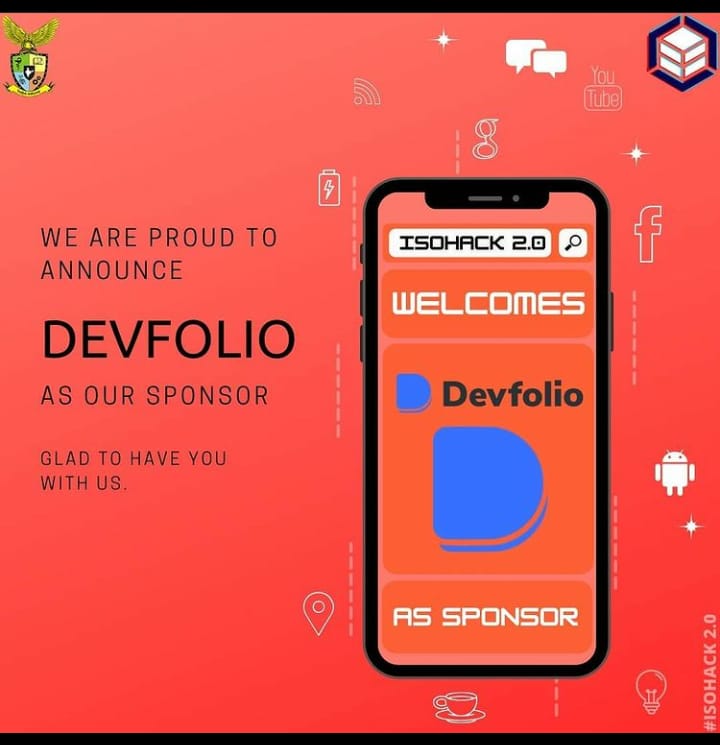 You
Tube
WE ARE PROUD TO
ANNOUNCE
DEVFOLIO
AS OUR SPONSOR
GLAD TO HAVE YOU
WITH US.
ISOHACK 2.0
WELCOMES
Devfolio
AS SPONSOR
#ISOHACK 2.0